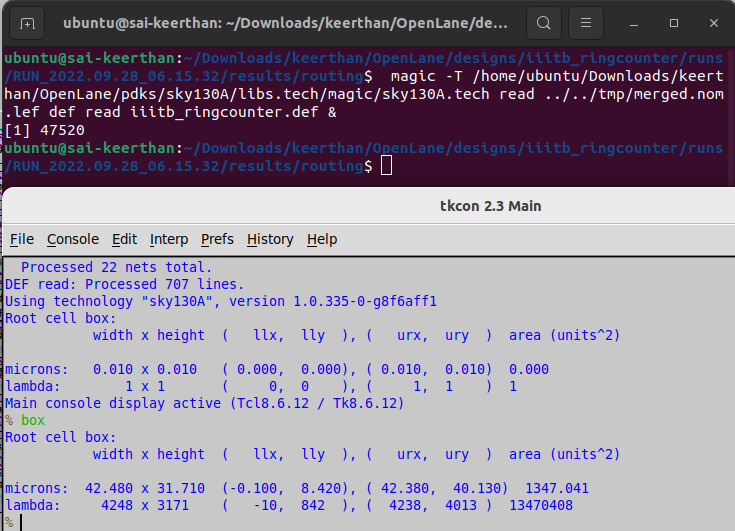 ubuntu@sai-keerthan: ~/Downloads/keerthan/OpenLane/de...
ubuntu@sai-keerthan:~/Downloads/keerthan/OpenLane/designs/iiitb_ringcounter/runs
/RUN_2022.09.28_06.15.32/results/routing$  magic -T /home/ubuntu/Downloads/keert
han/OpenLane/pdks/sky130A/libs.tech/magic/sky130A.tech read ../../tmp/merged.nom
.lef def read iiitb_ringcounter.def &
[1] 47520
ubuntu@sai-keerthan:~/Downloads/keerthan/OpenLane/designs/iiitb_ringcounter/runs
/RUN_2022.09.28_06.15.32/results/routing$
tkcon 2.3 Main
File Console Edit Interp Prefs History Help
Processed 22 nets total.
DEF read: Processed 707 lines.
Using technology "sky130A", version 1.0.335-0-g8f6aff1
Root cell box:
width x height  (   llx,  lly  ), (   urx,  ury  )  area (units^2)
microns:   0.010 x 0.010   ( 0.000,  0.000), ( 0.010,  0.010)  0.000
lambda:        1 x 1       (     0,  0    ), (     1,  1    )  1
Main console display active (Tcl8.6.12 / Tk8.6.12)
% box
Root cell box:
width x height  (   llx,  lly  ), (   urx,  ury  )  area (units^2)
microns:  42.480 x 31.710  (-0.100,  8.420), ( 42.380,  40.130)  1347.041
lambda:     4248 x 3171    (   -10,  842  ), (  4238,  4013 )  13470408
%